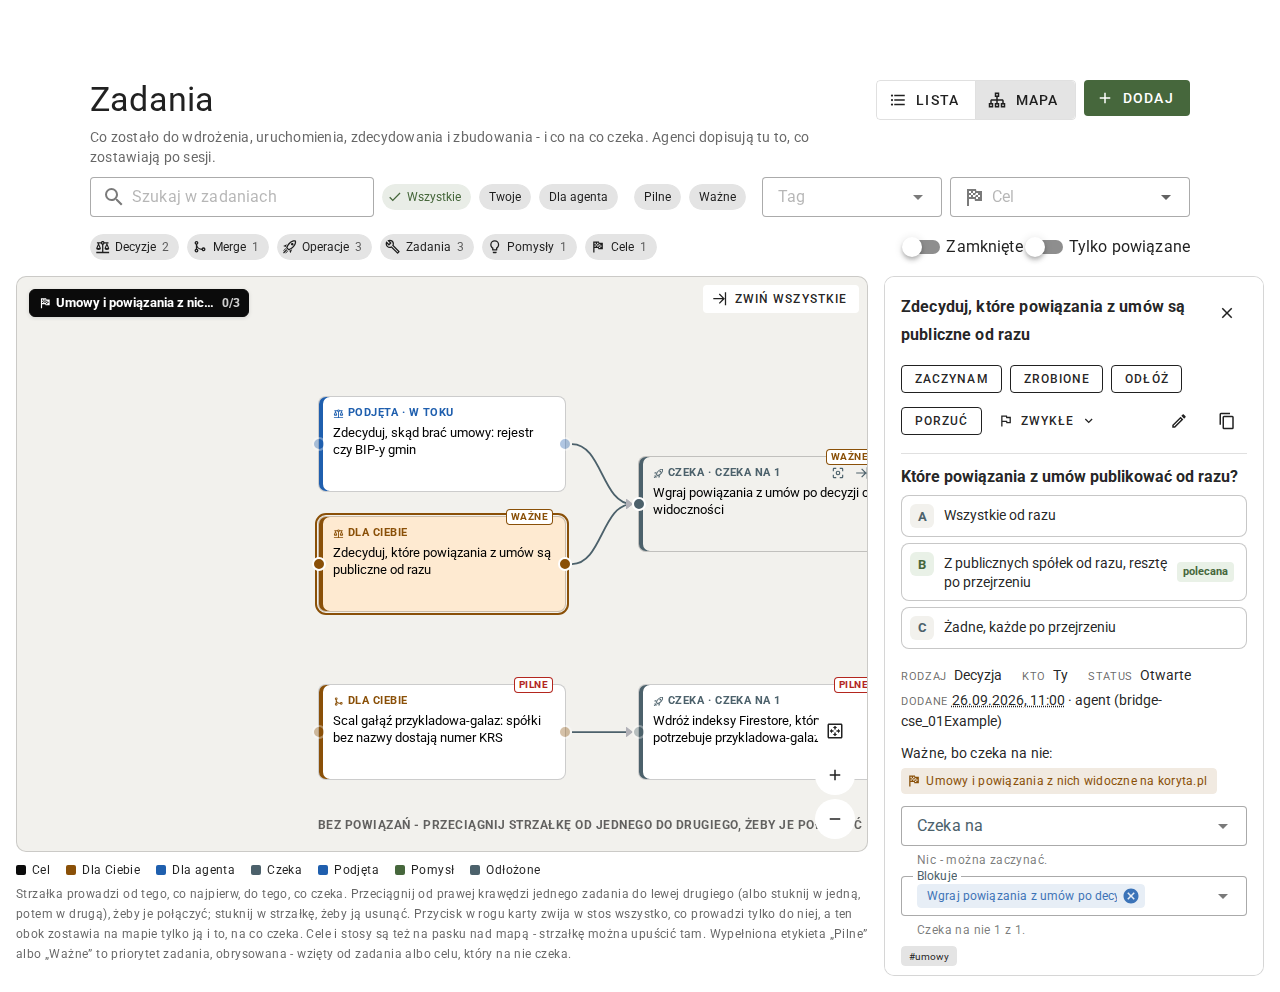 Zadania
LISTA
MAPA
DODAJ
Co zostało do wdrożenia, uruchomienia, zdecydowania i zbudowania - i co na co czeka. Agenci dopisują tu to, co
zostawiają po sesji.
Szukaj w zadaniach
Wszystkie
Twoje
Dla agenta
Pilne
Ważne
Tag
Cel
Decyzje 2
Merge 1
Operacje 3
Zadania 3
Pomysły 1
Cele 1
Zamknięte
Tylko powiązane
Umowy i powiązania z nic... 0/3
ZWIŃ WSZYSTKIE
PODJĘTA · W TOKU
Zdecyduj, skąd brać umowy: rejestr
czy BIP-y gmin
WAŻNE
CZEKA · CZEKA NA 1
Wgraj powiązania z umów po decyzji o
widoczności
WAŻNE
DLA CIEBIE
Zdecyduj, które powiązania z umów są
publiczne od razu
PILNE
DLA CIEBIE
Scal gałąź przykladowa-galaz: spółki
bez nazwy dostają numer KRS
PILNE
CZEKA · CZEKA NA 1
Wdróż indeksy Firestore, któr
potrzebuje przykladowa-galaz
BEZ POWIĄZAŃ - PRZECIĄGNIJ STRZAŁKĘ OD JEDNEGO DO DRUGIEGO, ŻEBY JE
Cel
Dla Ciebie
Dla agenta
Czeka
Podjęta
Pomysł
Odłożone
Strzałka prowadzi od tego, co najpierw, do tego, co czeka. Przeciągnij od prawej krawędzi jednego zadania do lewej drugiego (albo stuknij w jedną,
potem w drugą), żeby je połączyć; stuknij w strzałkę, żeby ją usunąć. Przycisk w rogu karty zwija w stos wszystko, co prowadzi tylko do niej, a ten
obok zostawia na mapie tylko ją i to, na co czeka. Cele i stosy są też na pasku nad mapą - strzałkę można upuścić tam. Wypełniona etykieta „Pilne”
albo „Ważne” to priorytet zadania, obrysowana - wzięty od zadania albo celu, który na nie czeka.
Zdecyduj, które powiązania z umów są
publiczne od razu
ZACZYNAM
ZROBIONE
ODŁÓŻ
PORZUĆ
ZWYKŁE
Które powiązania z umów publikować od razu?
A Wszystkie od razu
B Z publicznych spółek od razu, resztę
po przejrzeniu
polecana
C Żadne, każde po przejrzeniu
RODZAJ Decyzja KTO Ty STATUS Otwarte
DODANE 26.09.2026, 11:00 · agent (bridge-
cse_01Example)
Ważne, bo czeka na nie:
Umowy i powiązania z nich widoczne na koryta.pl
Czeka na
Nic - można zaczynać.
Blokuje
Wgraj powiązania z umów po decy
Czeka na nie 1 z 1.
#umowy